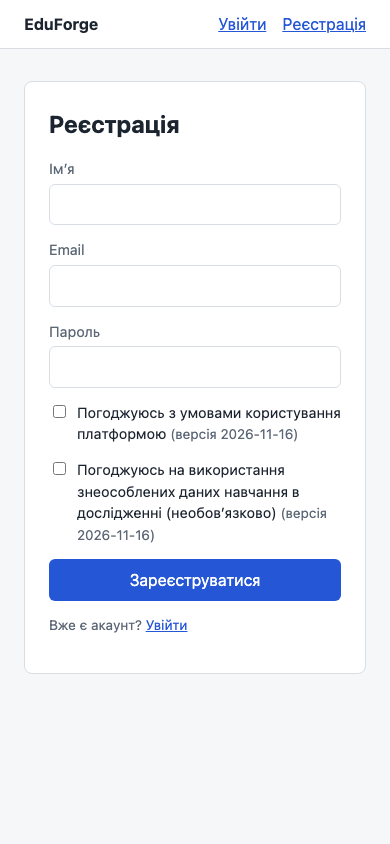 EduForge Увійти Реєстрація
Реєстрація
Ім’я
Email
Пароль
Погоджуюсь з умовами користування
платформою (версія 2026-11-16)
Погоджуюсь на використання
знеособлених даних навчання в
дослідженні (необов’язково) (версія
2026-11-16)
Зареєструватися
Вже є акаунт? Увійти